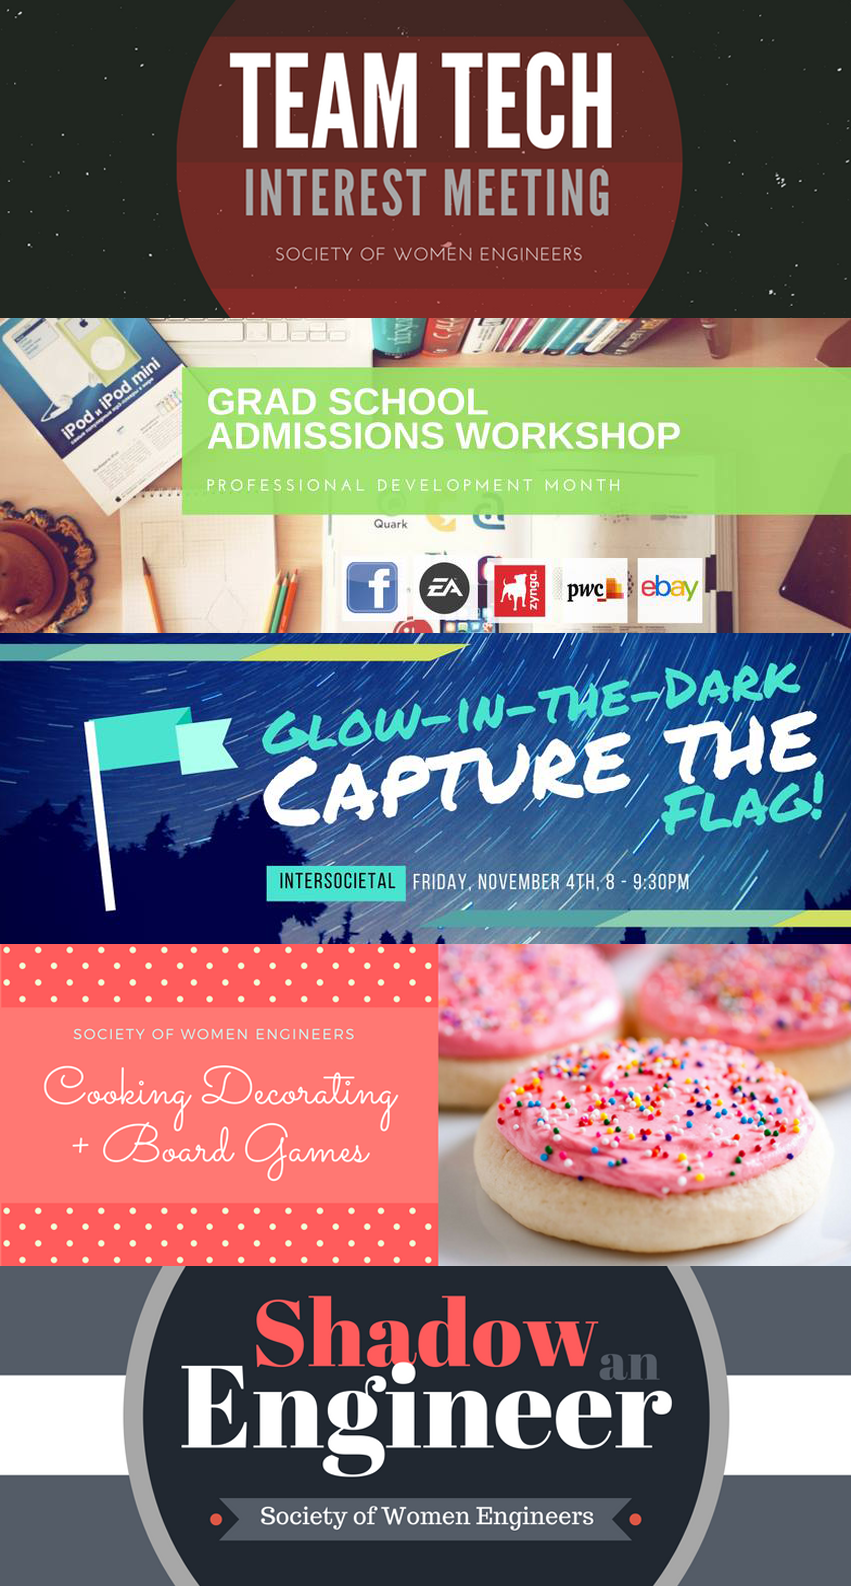 TEAM TECH
INTEREST MEETING
SOCIETY OF WOMEN ENGINEERS
iPod и iPod mini
GRAD SCHOOL
ADMISSIONS WORKSHOP
PROFESSIONAL DEVELOPMENT MONTH
Quark
f
EA
zynga
pwc
ebay
GLOW-IN-THE-DARK
CAPTURE THE
FLAG!
INTERSOCIETAL FRIDAY, NOVEMBER 4TH, 8 - 9:30PM
SOCIETY OF WOMEN ENGINEERS
Cooking Decorating
+ Board Games
Shadow
an
Engineer
Society of Women Engineers